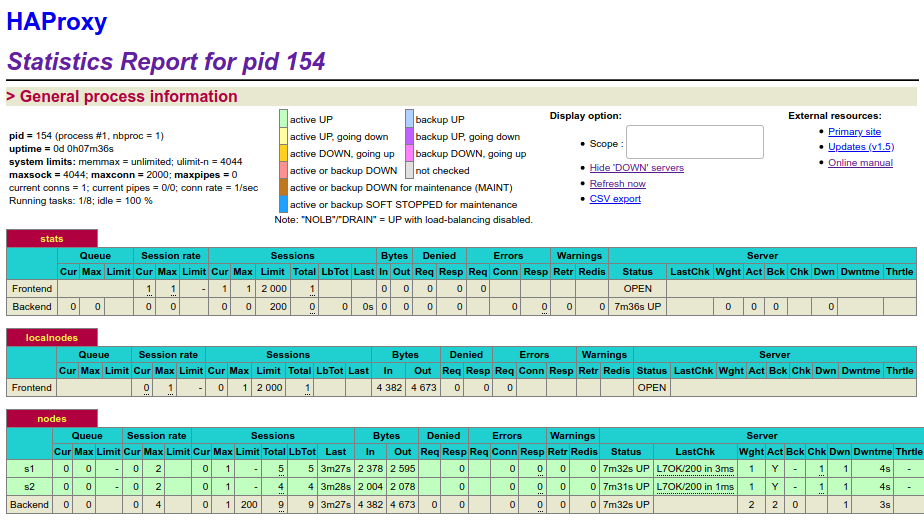 HAProxy
Statistics Report for pid 154
> General process information
pid = 154 (process #1, nbproc = 1)
uptime = 0d 0h07m36s
system limits: memmax = unlimited; ulimit-n = 4044
maxsock = 4044; maxconn = 2000; maxpipes = 0
current conns = 1; current pipes = 0/0; conn rate = 1/sec
Running tasks: 1/8; idle = 100 %
active UP backup UP
active UP, going down backup UP, going down
active DOWN, going up backup DOWN, going up
active or backup DOWN not checked
active or backup DOWN for maintenance (MAINT)
active or backup SOFT STOPPED for maintenance
Note: "NOLB"/"DRAIN" = UP with load-balancing disabled.
Display option:
• Scope :
• Hide 'DOWN' servers
• Refresh now
• CSV export
External resources:
• Primary site
• Updates (v1.5)
• Online manual
stats
Queue Session rate Sessions Bytes Denied Errors Warnings Server
Cur Max Limit Cur Max Limit Cur Max Limit Total LbTot Last In Out Req Resp Req Conn Resp Retr Redis Status LastChk Wght Act Bck Chk Dwn Dwntme Thrtle
Frontend 1 1 - 1 1 2 000 1 0 0 0 0 0 OPEN
Backend 0 0 0 0 0 0 200 0 0 0s 0 0 0 0 0 0 0 0 7m36s UP 0 0 0 0
localnodes
Queue Session rate Sessions Bytes Denied Errors Warnings Server
Cur Max Limit Cur Max Limit Cur Max Limit Total LbTot Last In Out Req Resp Req Conn Resp Retr Redis Status LastChk Wght Act Bck Chk Dwn Dwntme Thrtle
Frontend 0 1 - 0 1 2 000 1 4 382 4 673 0 0 0 OPEN
nodes
Queue Session rate Sessions Bytes Denied Errors Warnings Server
Cur Max Limit Cur Max Limit Cur Max Limit Total LbTot Last In Out Req Resp Req Conn Resp Retr Redis Status LastChk Wght Act Bck Chk Dwn Dwntme Thrtle
s1 0 0 - 0 2 0 1 - 5 5 3m27s 2 378 2 595 0 0 0 0 0 7m32s UP L7OK/200 in 3ms 1 Y - 1 1 4s -
s2 0 0 - 0 2 0 1 - 4 4 3m28s 2 004 2 078 0 0 0 0 0 7m31s UP L7OK/200 in 1ms 1 Y - 1 1 4s -
Backend 0 0 0 4 0 1 200 9 9 3m27s 4 382 4 673 0 0 0 0 0 0 7m32s UP 2 2 0 1 3s